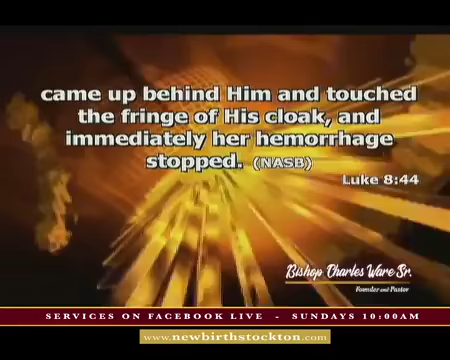 came up behind Him and touched
the fringe of His cloak, and
immediately her hemorrhage
stopped. (NASB)
Luke 8:44
Bishop Charles Ware Sr.
Founder and Pastor
SERVICES ON FACEBOOK LIVE - SUNDAYS 10:00AM
www.newbirthstockton.com